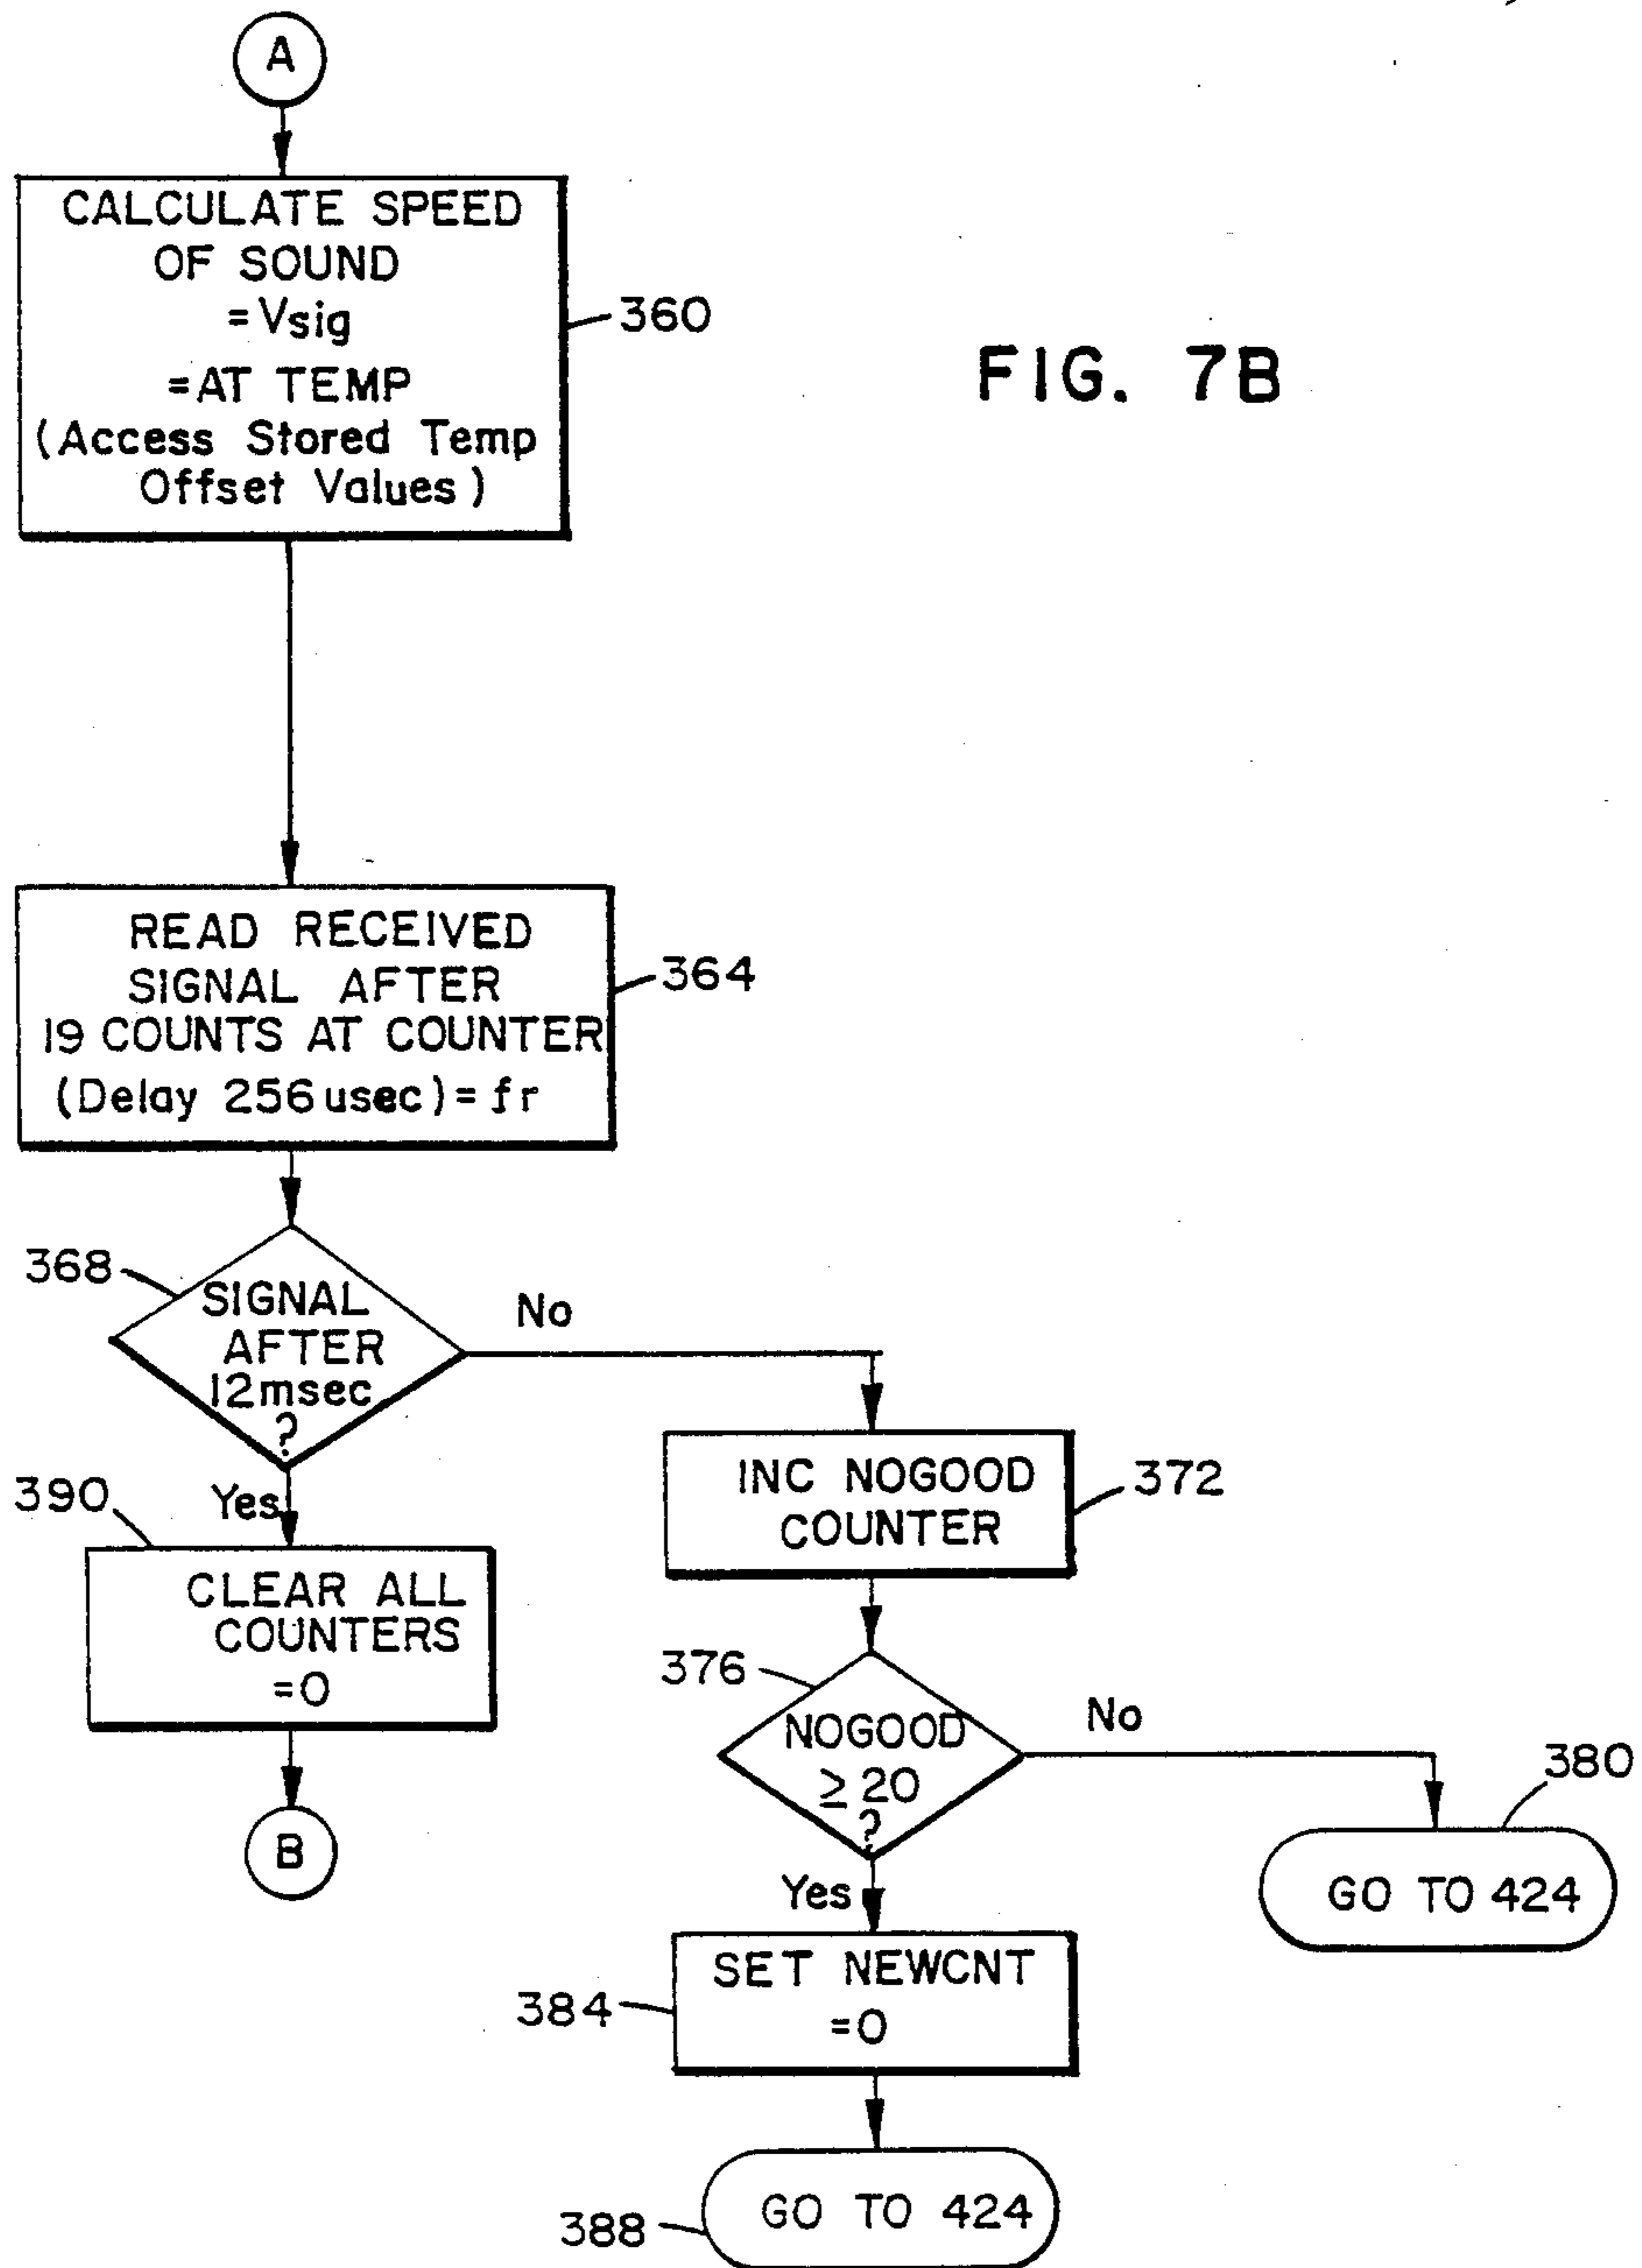 A
CALCULATE SPEED
OF SOUND
=Vsig
=AT TEMP
(Access Stored Temp
Offset Values)
360
FIG. 7B
READ RECEIVED
SIGNAL AFTER
19 COUNTS AT COUNTER
(Delay 256usec)=fr
364
368
SIGNAL
AFTER
12msec
?
No
Yes
390
CLEAR ALL
COUNTERS
=0
B
INC NOGOOD
COUNTER
372
376
NOGOOD
≥20
?
No
380
GO TO 424
Yes
SET NEWCNT
=0
384
GO TO 424
388